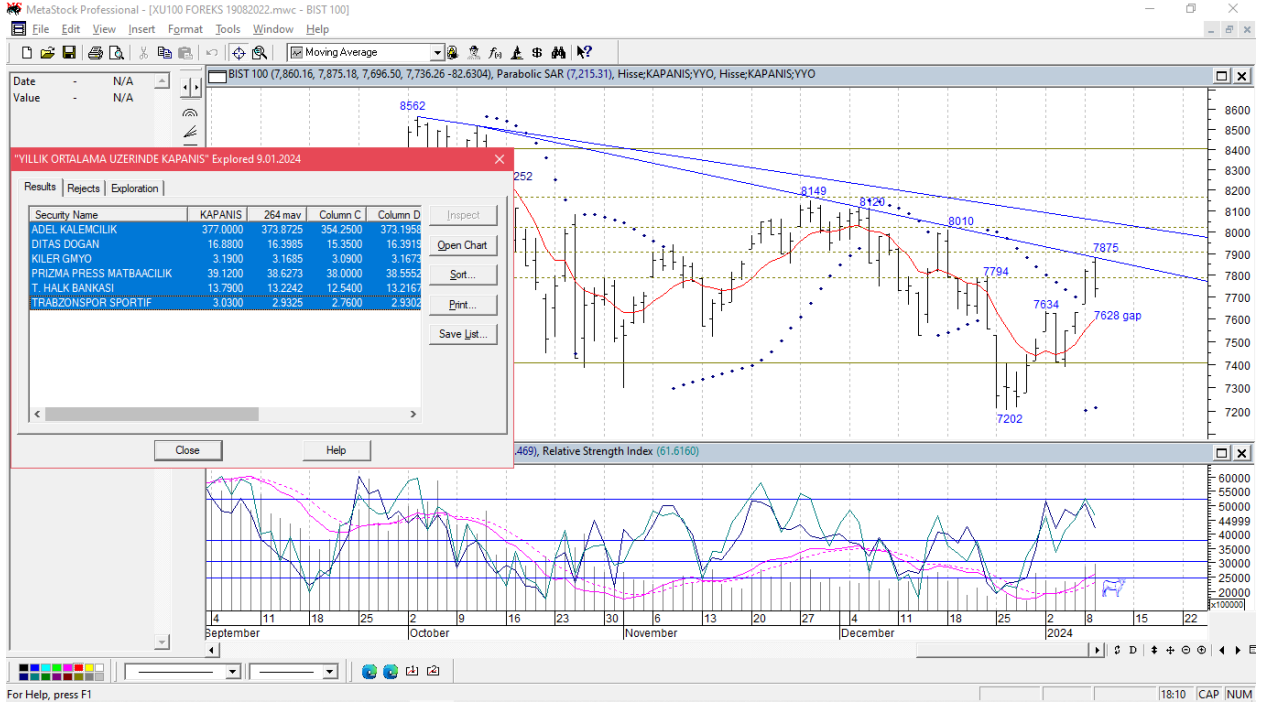 MetaStock Professional - [XU100 FOREKS 19082022.mwc - BIST 100]
File Edit View Insert Format Tools Window Help
Moving Average
Date - N/A
Value - N/A
BIST 100 (7,860.16, 7,875.18, 7,696.50, 7,736.26 -82.6304), Parabolic SAR (7,215.31), Hisse;KAPANIS;YYO, Hisse;KAPANIS;YYO
8562
252
8149
8120
8010
7875
7794
7634
7628 gap
7202
8600
8500
8400
8300
8200
8100
8000
7900
7800
7700
7600
7500
7400
7300
7200
"YILLIK ORTALAMA UZERINDE KAPANIS" Explored 9.01.2024
Results Rejects Exploration
Security Name KAPANIS 264 mav Column C Column D
ADEL KALEMCILIK 377.0000 373.8725 354.2500 373.1958
DITAS DOGAN 16.8800 16.3985 15.3500 16.3919
KILER GMYO 3.1900 3.1685 3.0900 3.1673
PRIZMA PRESS MATBAACILIK 39.1200 38.6273 38.0000 38.5552
T. HALK BANKASI 13.7900 13.2242 12.5400 13.2167
TRABZONSPOR SPORTIF 3.0300 2.9325 2.7600 2.9302
Inspect
Open Chart
Sort...
Print...
Save List...
Close Help
.469), Relative Strength Index (61.6160)
60000
55000
44999
40000
35000
30000
25000
20000
x100000
4 11 18 25 2 9 16 23 30 6 13 20 27 4 11 18 25 2 8 15 22
September October November December 2024
D
For Help, press F1
18:10 CAP NUM